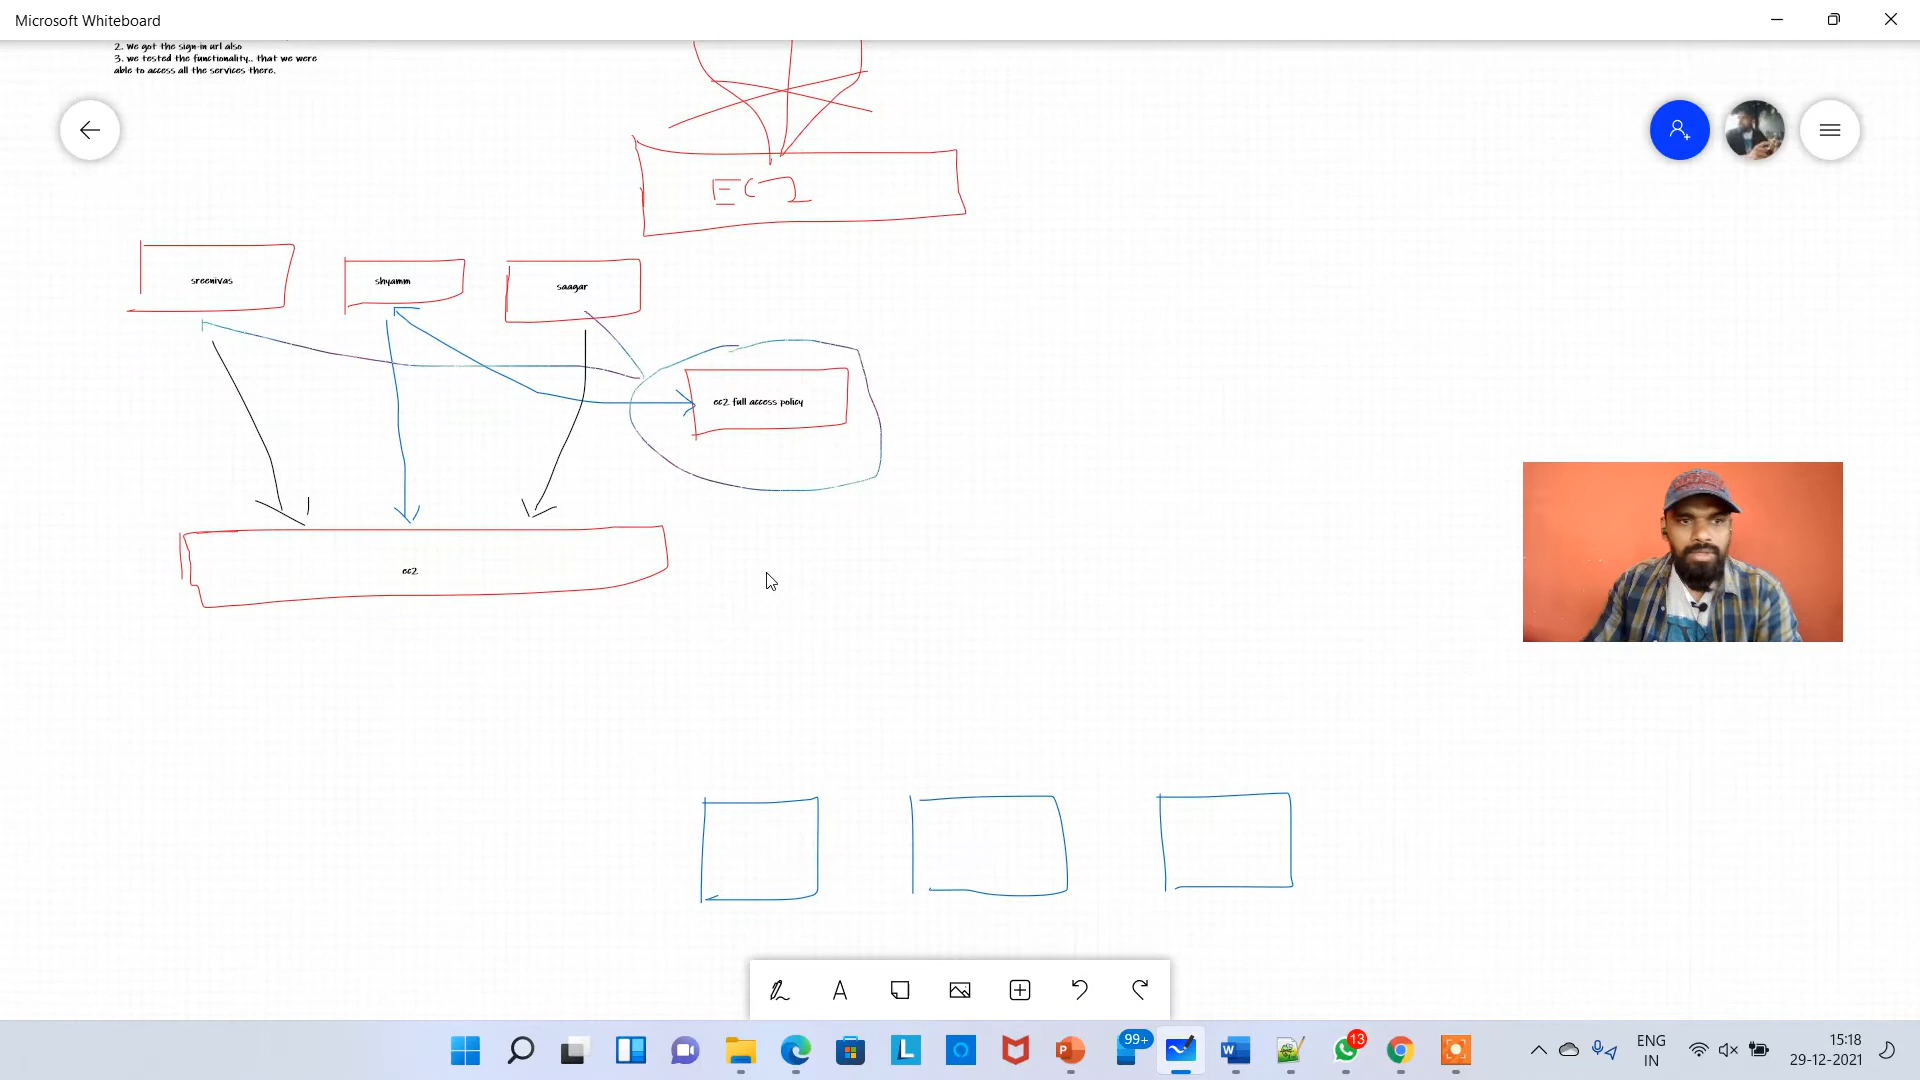 Microsoft Whiteboard
2. we got the sign-in url also
3. we tested the functionality.. that we were
able to access all the services there.
EC2
sreenivas
shyamm
saagar
ec2 full access policy
ec2
99+
13
ENG
IN
15:18
29-12-2021